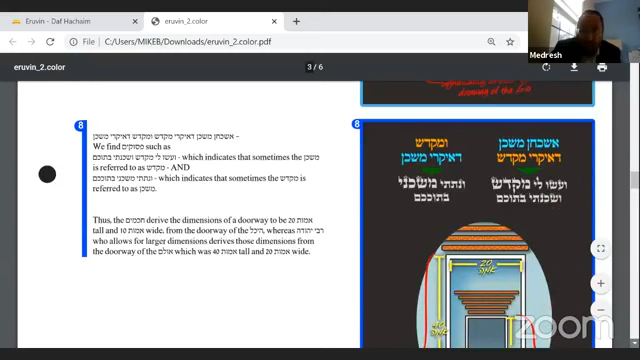 Eruvin - Daf Hachaim
eruvin_2.color.pdf
File
C:/Users/MIKEB/Downloads/eruvin_2.color.pdf
eruvin_2.color
3 / 6
Medresh
drawing of the
8
אשכחן משכן דאיקרי מקדש ומקדש דאיקרי משכן –
We find פסוקים such as
ועשו לי מקדש ושכנתי בתוכם - which indicates that sometimes the משכן
is referred to as מקדש - AND
ונתתי משכני בתוככם - which indicates that sometimes the מקדש is
referred to as משכן.
Thus, the חכמים derive the dimensions of a doorway to be 20 אמות
tall and 10 אמות wide, from the doorway of the היכל, whereas רבי יהודה
who allows for larger dimensions derives those dimensions from
the doorway of the אולם which was 40 אמות tall and 20 אמות wide.
8
אשכחן משכן
דאיקרי מקדש
ועשו לי מקדש
ושכנתי בתוכם
ומקדש
דאיקרי משכן
ונתתי משכני
בתוככם
20
אמה
zoom